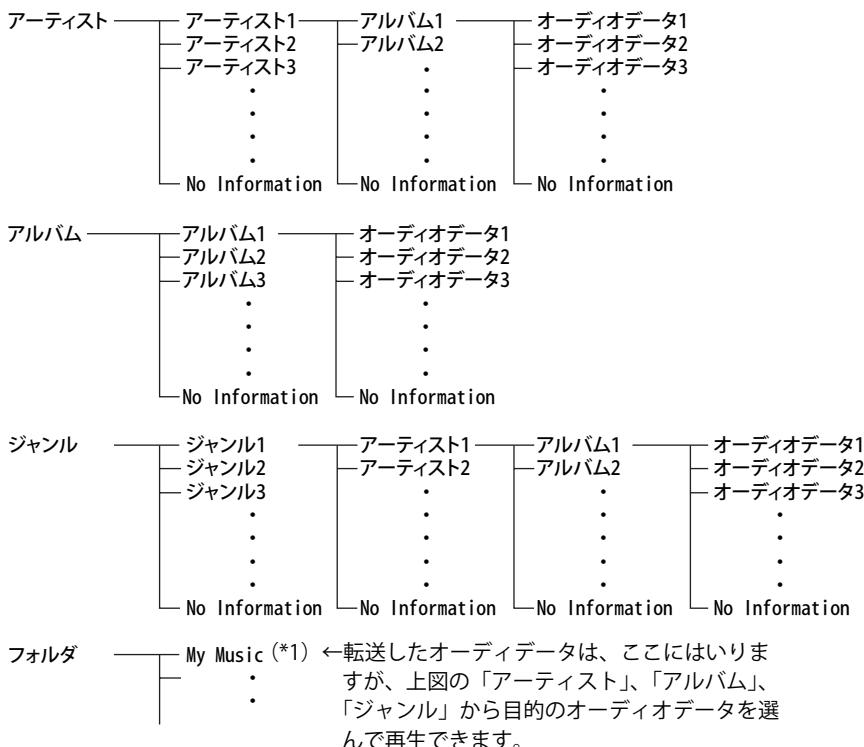 アーティスト アーティスト1 アルバム1 オーディオデータ1
アーティスト2 アルバム2 オーディオデータ2
アーティスト3 ・ オーディオデータ3
・ ・ ・
・ ・ ・
・ ・ ・
・ ・ ・
No Information No Information No Information
アルバム アルバム1 オーディオデータ1
アルバム2 オーディオデータ2
アルバム3 オーディオデータ3
・ ・
・ ・
・ ・
・ ・
No Information No Information
ジャンル ジャンル1 アーティスト1 アルバム1 オーディオデータ1
ジャンル2 アーティスト2 アルバム2 オーディオデータ2
ジャンル3 ・ ・ オーディオデータ3
・ ・ ・ ・
・ ・ ・ ・
・ ・ ・ ・
・ ・ ・ ・
No Information No Information No Information No Information
フォルダ My Music(*1) ←転送したオーディデータは、ここにはいりま
・ すが、上図の「アーティスト」、「アルバム」、
・ 「ジャンル」から目的のオーディオデータを選
んで再生できます。